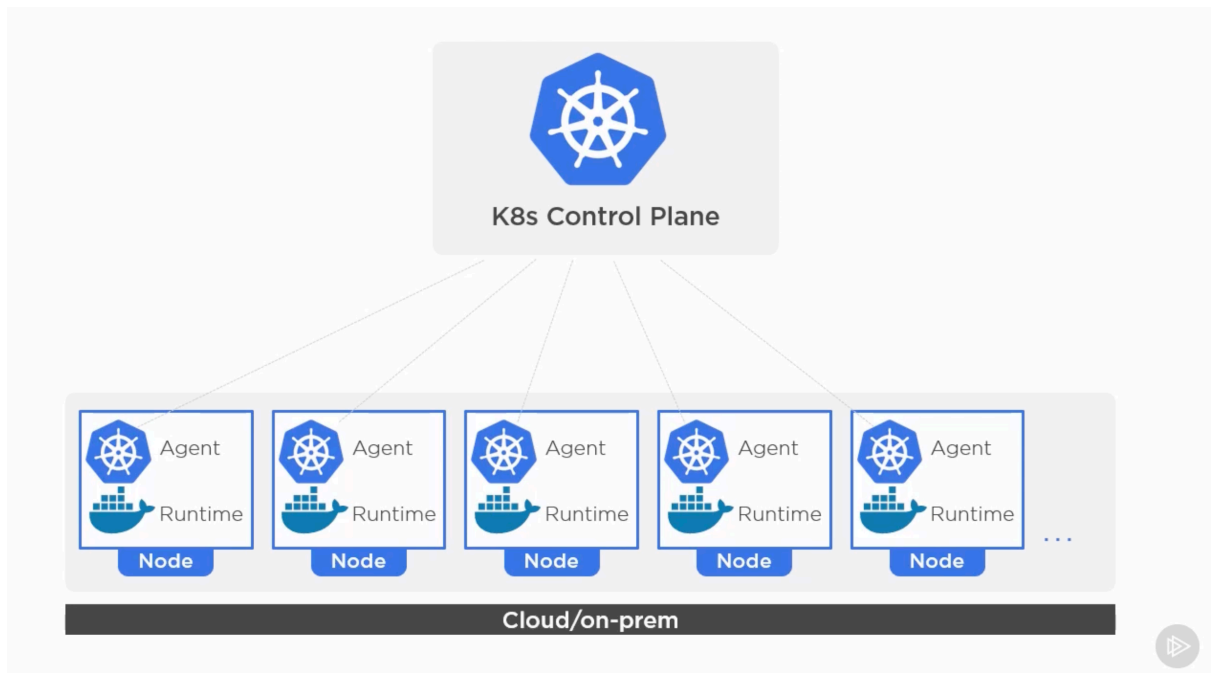 K8s Control Plane
Agent
Runtime
Node
Agent
Runtime
Node
Agent
Runtime
Node
Agent
Runtime
Node
Agent
Runtime
Node
...
Cloud/on-prem